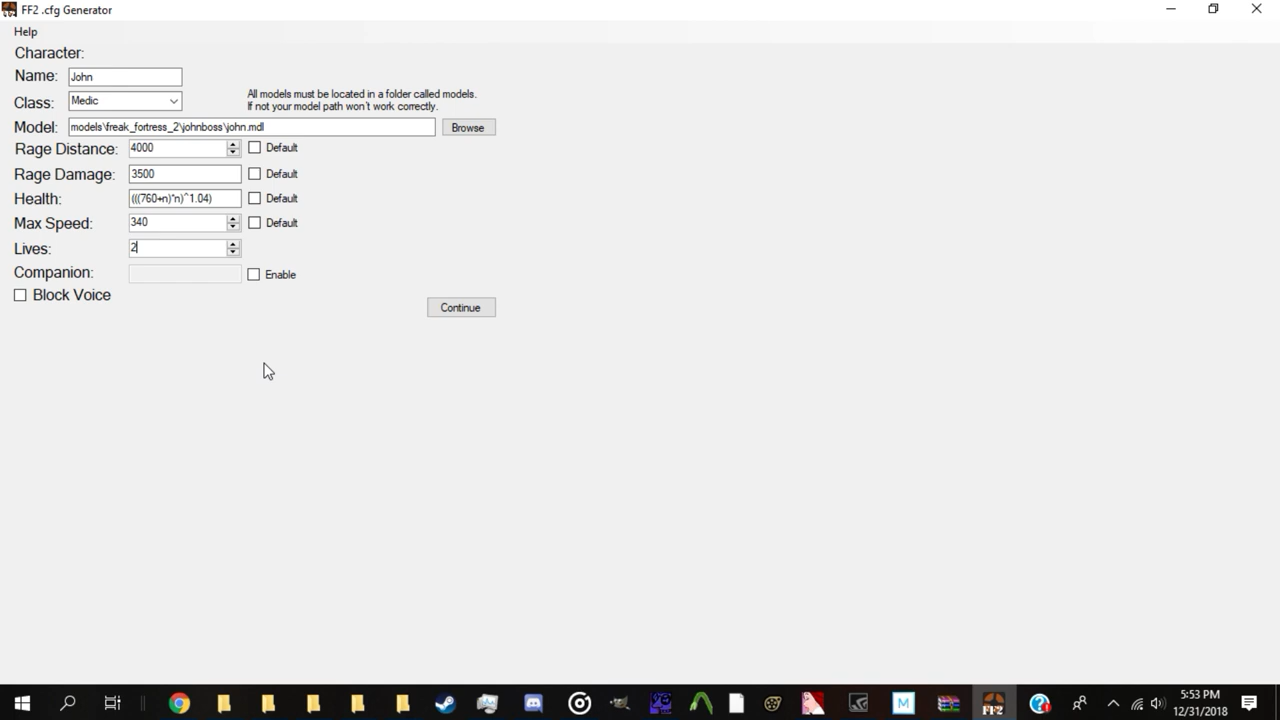 FF2 .cfg Generator
Help
Character:
Name: John
Class: Medic
All models must be located in a folder called models.
If not your model path won't work correctly.
Model: models\freak_fortress_2\johnboss\john.mdl Browse
Rage Distance: 4000 Default
Rage Damage: 3500 Default
Health: (((760+n)*n)^1.04) Default
Max Speed: 340 Default
Lives: 2
Companion: Enable
Block Voice
Continue
M
FF2
5:53 PM
12/31/2018